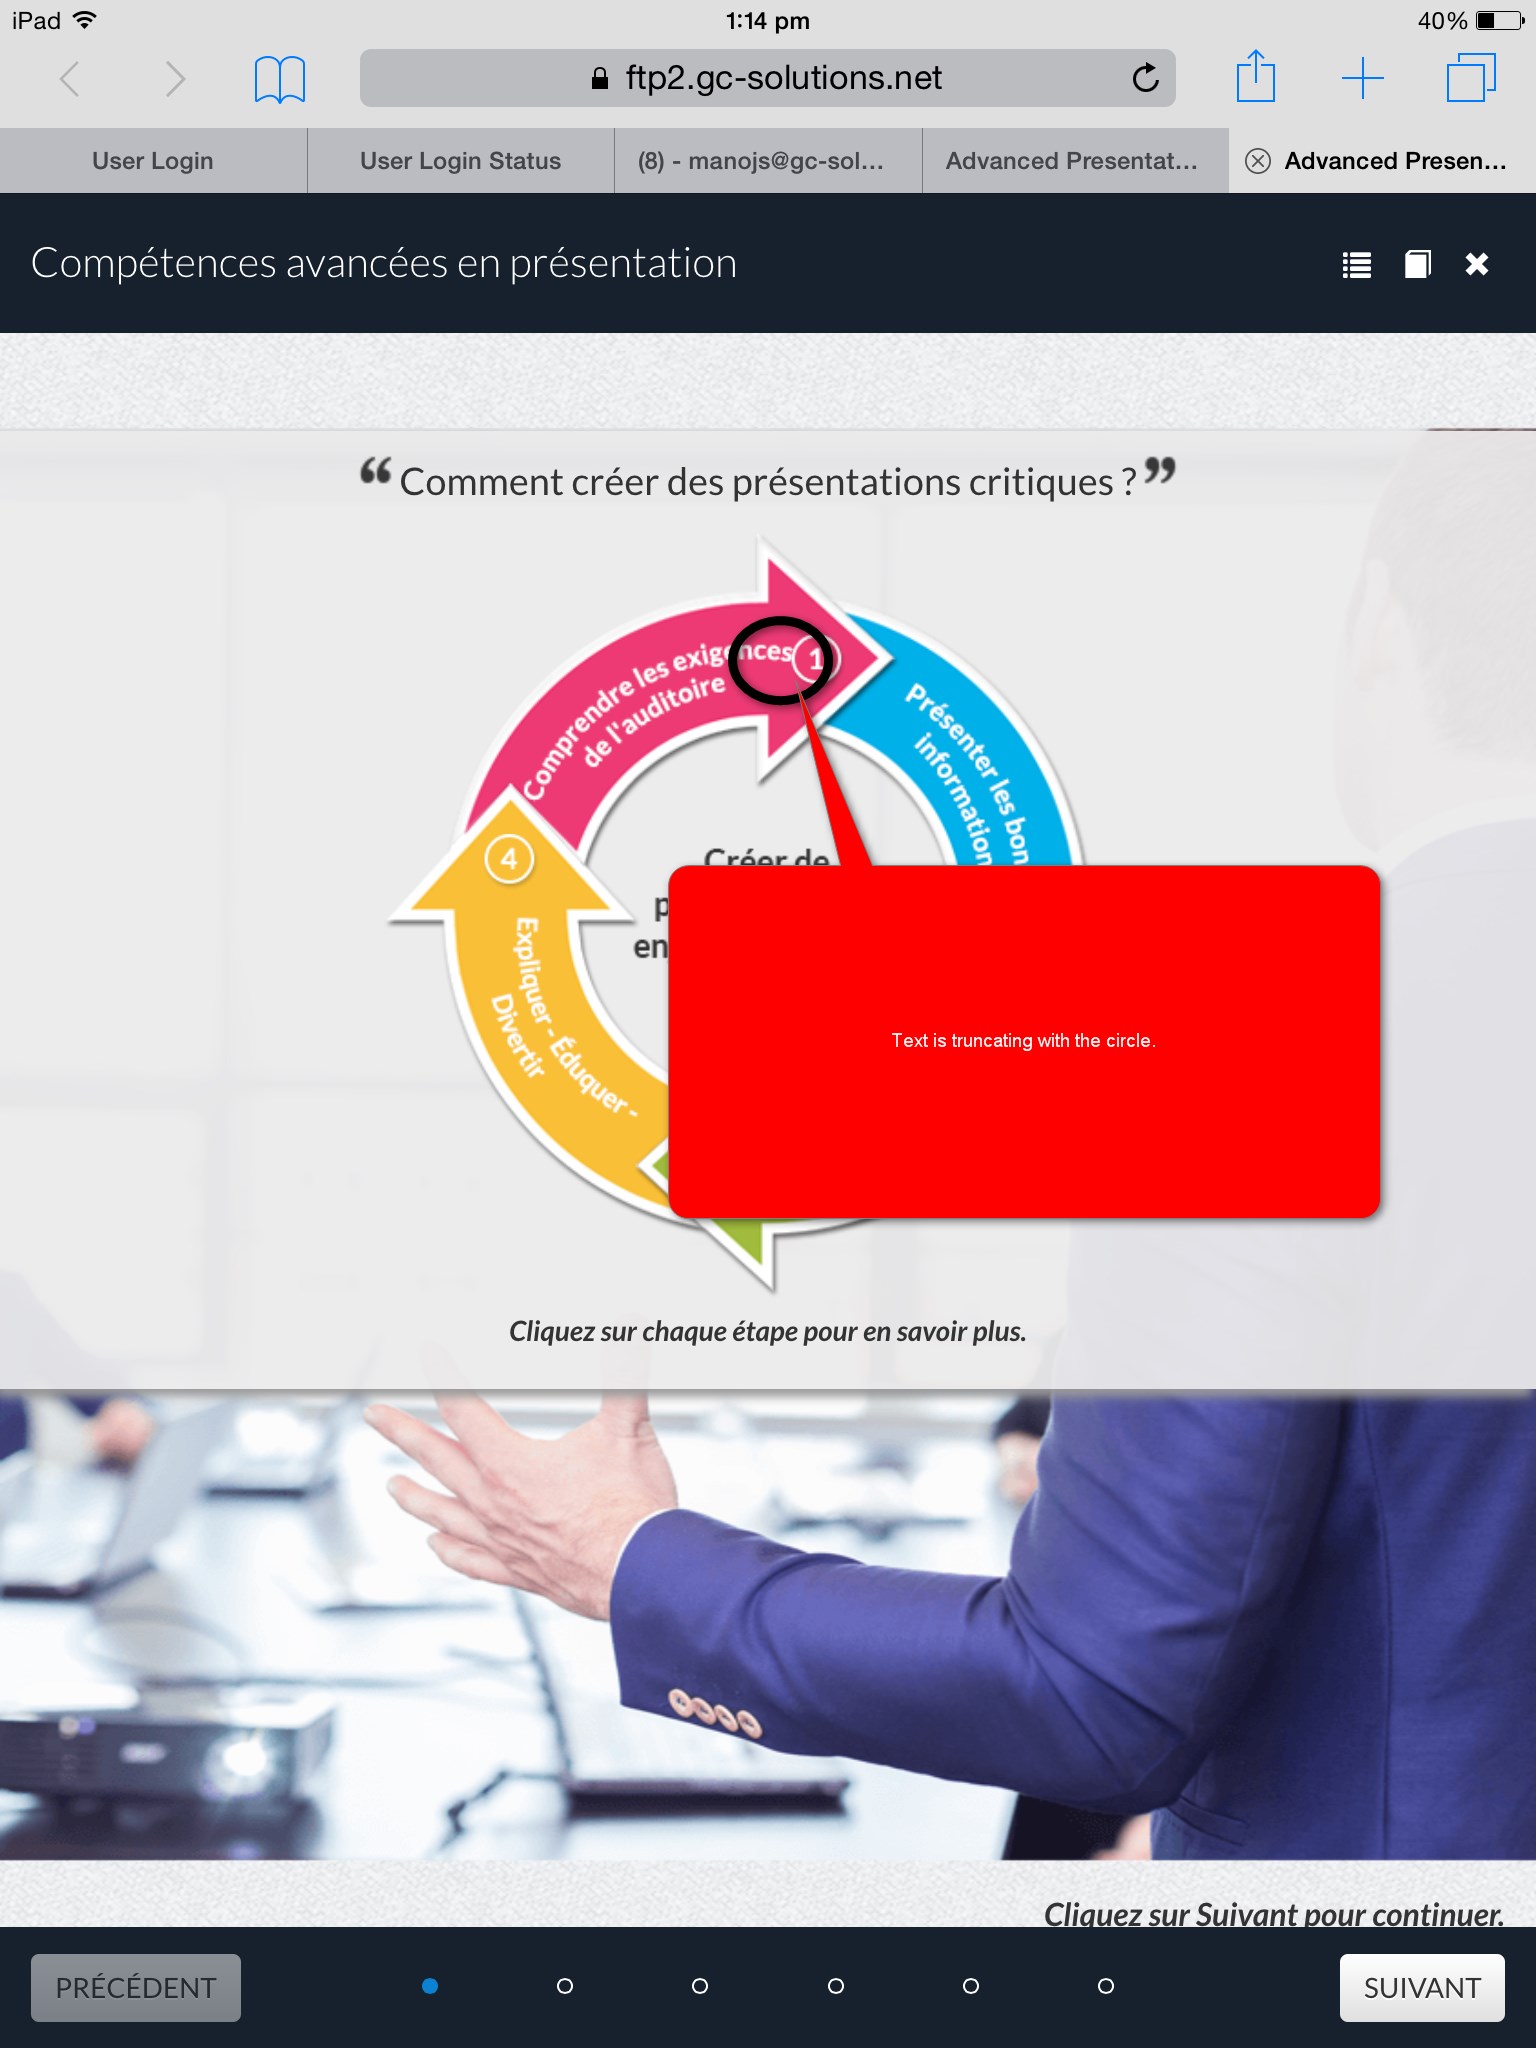 iPad 1:14 pm 40%
ftp2.gc-solutions.net
User Login User Login Status (8) - manojs@gc-sol... Advanced Presentat... Advanced Presen...
Compétences avancées en présentation
“ Comment créer des présentations critiques ? ”
Comprendre les exigences 1
de l'auditoire
Présenter les bon
information
Créer de
p
en
4
Expliquer - Éduquer -
Divertir
Text is truncating with the circle.
Cliquez sur chaque étape pour en savoir plus.
Cliquez sur Suivant pour continuer.
PRÉCÉDENT SUIVANT